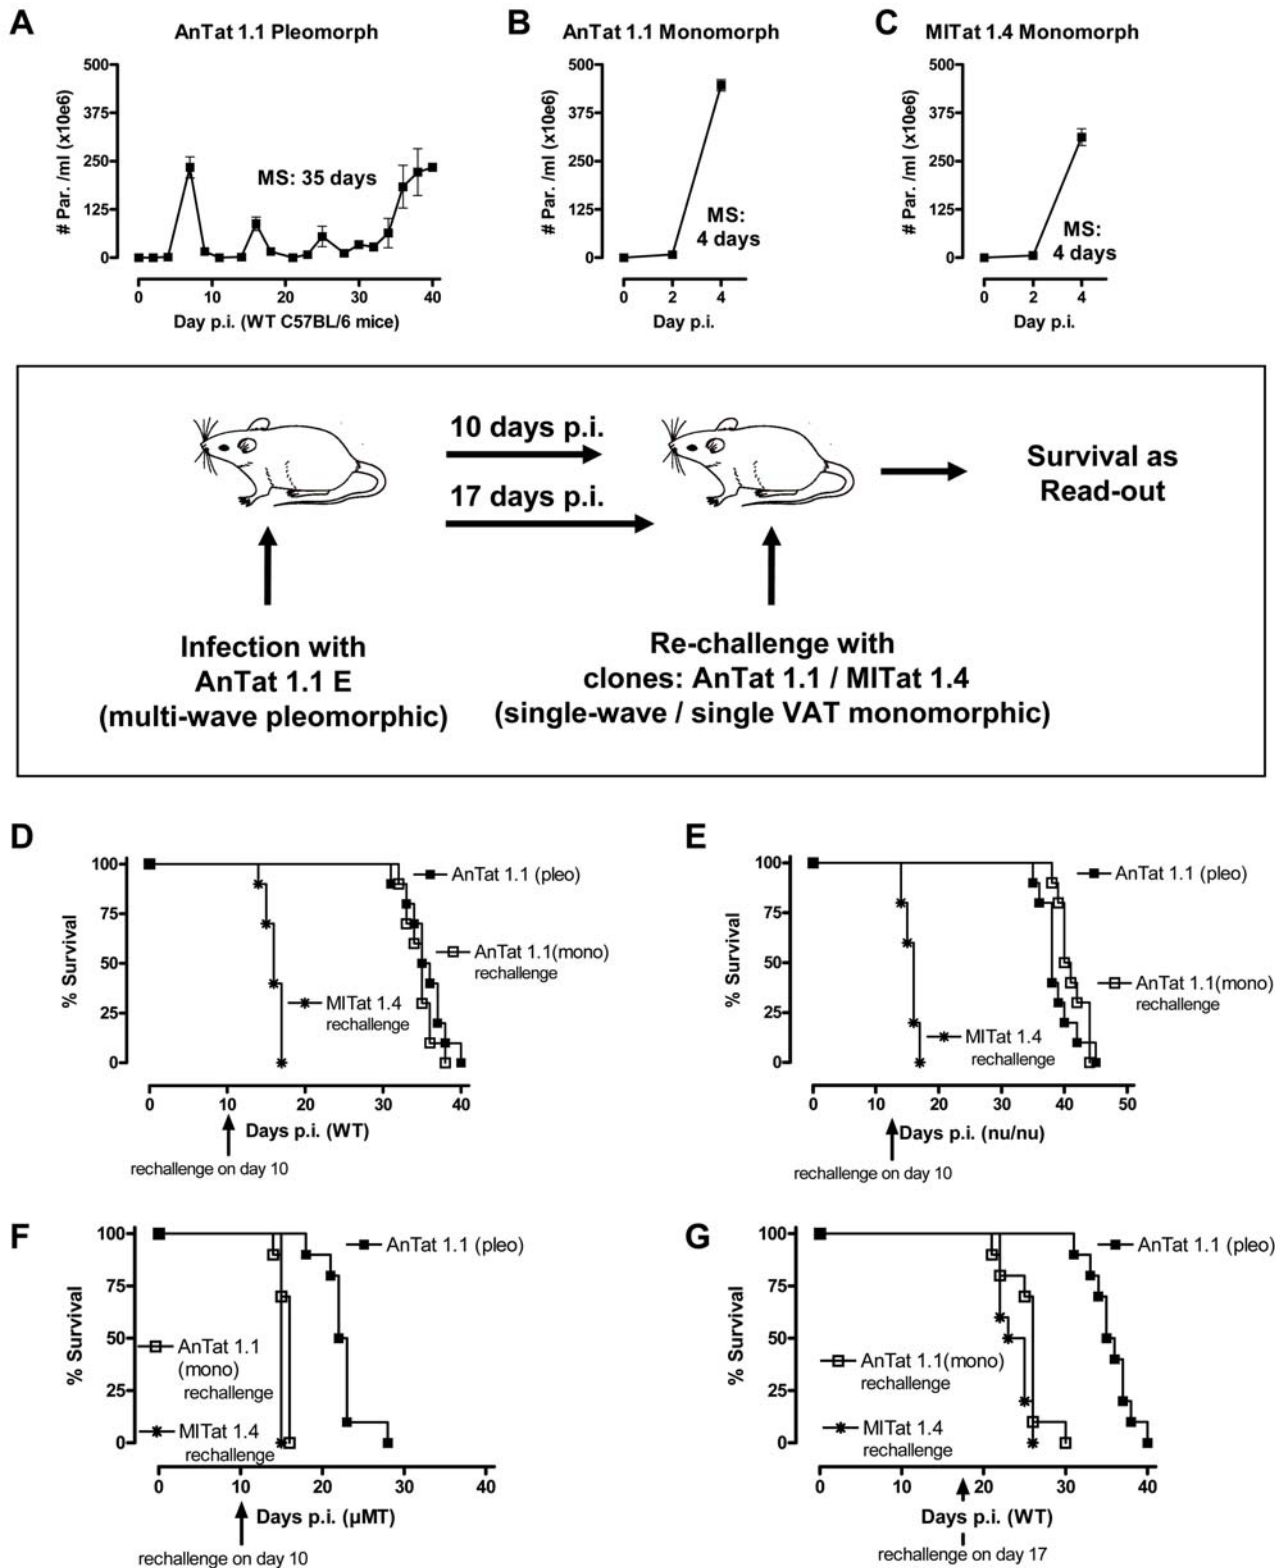 A
AnTat 1.1 Pleomorph
# Par. /ml (x10e6)
500
375
250
125
0
MS: 35 days
0 10 20 30 40
Day p.i. (WT C57BL/6 mice)
B
AnTat 1.1 Monomorph
# Par. /ml (x10e6)
500
375
250
125
0
MS:
4 days
0 2 4
Day p.i.
C
MITat 1.4 Monomorph
# Par. /ml (x10e6)
500
375
250
125
0
MS:
4 days
0 2 4
Day p.i.
10 days p.i.
17 days p.i.
Survival as
Read-out
Infection with
AnTat 1.1 E
(multi-wave pleomorphic)
Re-challenge with
clones: AnTat 1.1 / MITat 1.4
(single-wave / single VAT monomorphic)
D
% Survival
100
75
50
25
0
AnTat 1.1 (pleo)
AnTat 1.1(mono)
rechallenge
MITat 1.4
rechallenge
0 10 20 30 40
Days p.i. (WT)
rechallenge on day 10
E
% Survival
100
75
50
25
0
AnTat 1.1 (pleo)
AnTat 1.1(mono)
rechallenge
MITat 1.4
rechallenge
0 10 20 30 40 50
Days p.i. (nu/nu)
rechallenge on day 10
F
% Survival
100
75
50
25
0
AnTat 1.1 (pleo)
AnTat 1.1
(mono)
rechallenge
MITat 1.4
rechallenge
0 10 20 30 40
Days p.i. (µMT)
rechallenge on day 10
G
% Survival
100
75
50
25
0
AnTat 1.1 (pleo)
AnTat 1.1(mono)
rechallenge
MITat 1.4
rechallenge
0 10 20 30 40
Days p.i. (WT)
rechallenge on day 17